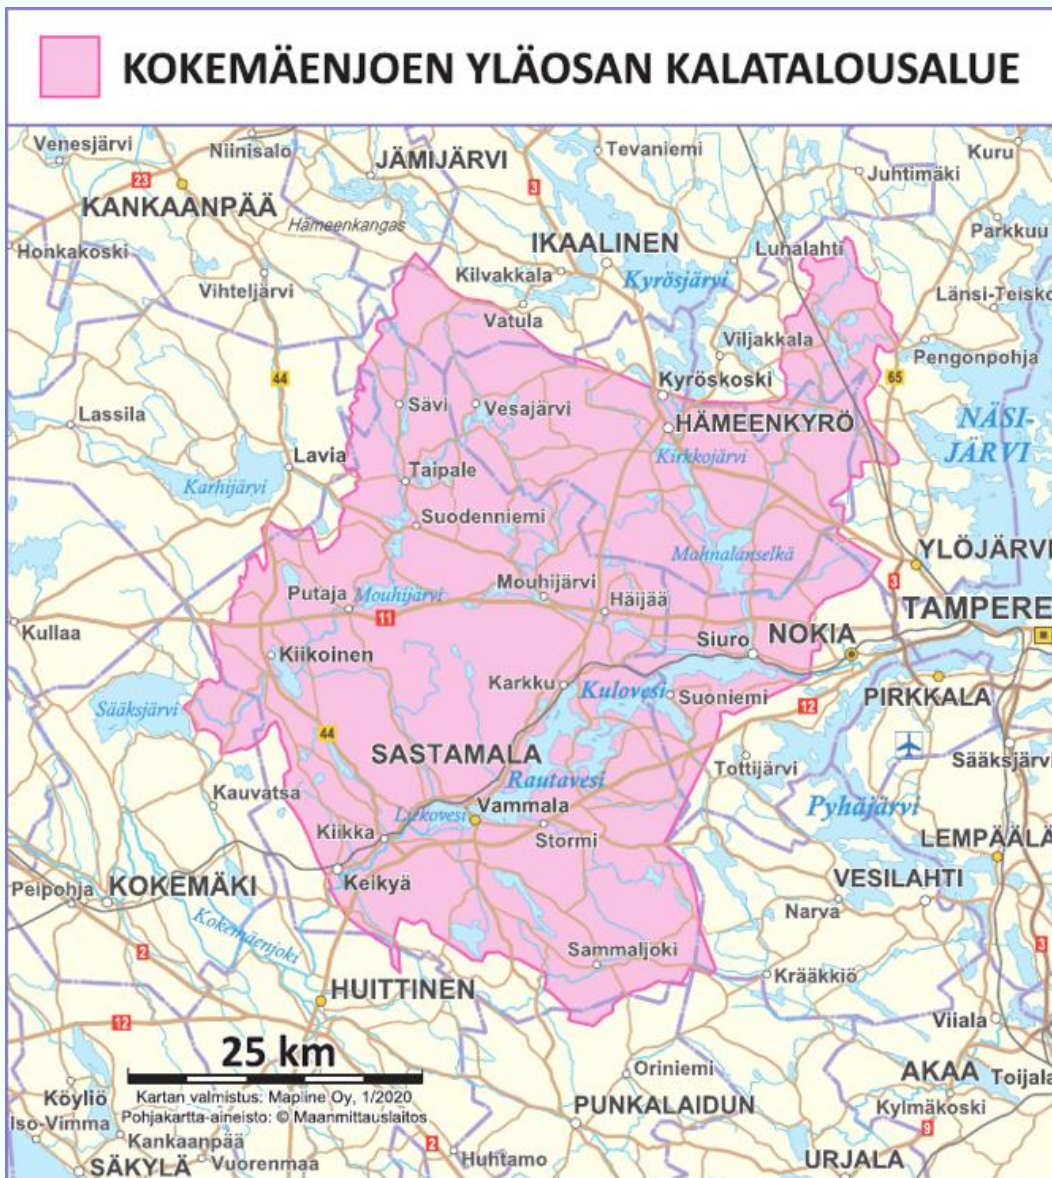 KOKEMÄENJOEN YLÄOSAN KALATALOUSALUE
Venesjärvi
Niinisalo
JÄMIJÄRVI
Tevaniemi
Kuru
23
3
Juhtimäki
KANKAANPÄÄ
Hämeenkangas
Parkkuu
Honkakoski
IKAALINEN
Luhalahti
Kilvakkala
Kyrösjärvi
Vihteljärvi
Länsi-Teisko
Vatula
Viljakkala
Pengonpohja
44
Kyröskoski
65
Lassila
Sävi
Vesajärvi
HÄMEENKYRÖ
NÄSI-
JÄRVI
Lavia
Kirkkojärvi
Karhijärvi
Taipale
Suodenniemi
Mahnalanselkä
YLÖJÄRVI
Putaja
Mouhijärvi
Mouhijärvi
3
Häijää
TAMPERE
Kullaa
11
Siuro
NOKIA
Kiikoinen
Karkku
Kulovesi
Suoniemi
PIRKKALA
Sääksjärvi
12
44
SASTAMALA
Tottijärvi
Sääksjärvi
Rautavesi
Kauvatsa
Liekovesi
Vammala
Pyhäjärvi
Kiikka
Stormi
LEMPÄÄLÄ
Keikyä
Peipohja
KOKEMÄKI
VESILAHTI
Narva
Kokemäenjoki
2
Sammaljoki
3
Krääkkiö
HUITTINEN
12
Viiala
25 km
Oriniemi
AKAA
Toijala
Köyliö
Kartan valmistus: Mapline Oy, 1/2020
Kylmäkoski
Pohjakartta-aineisto: © Maanmittauslaitos
PUNKALAIDUN
Iso-Vimma
Kankaanpää
2
9
SÄKYLÄ
Vuorenmaa
Huhtamo
URJALA